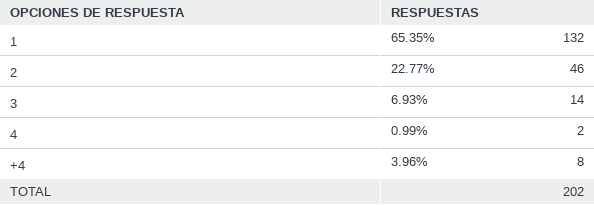 OPCIONES DE RESPUESTA RESPUESTAS
1 65.35% 132
2 22.77% 46
3 6.93% 14
4 0.99% 2
+4 3.96% 8
TOTAL 202